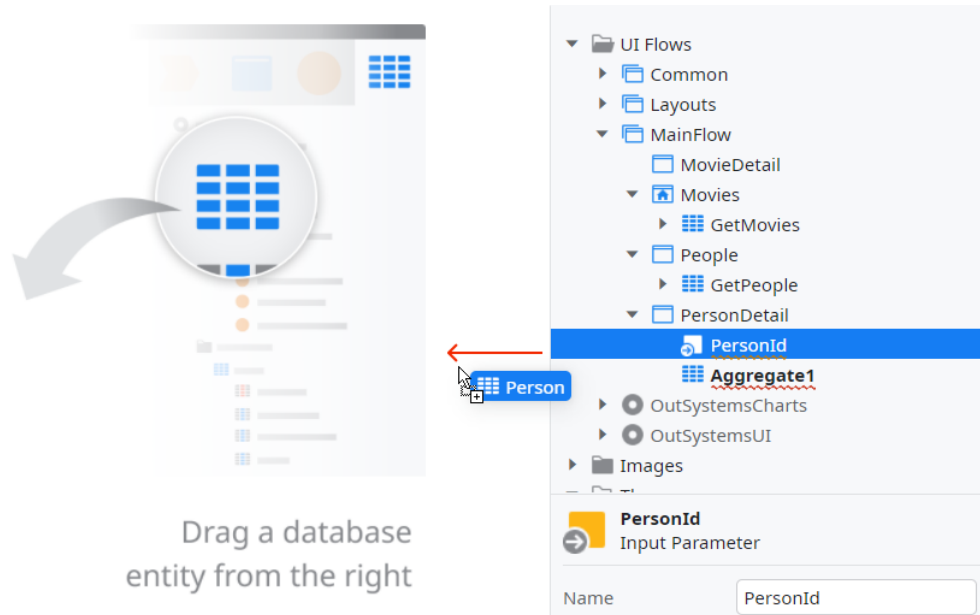 UI Flows
Common
Layouts
MainFlow
MovieDetail
Movies
GetMovies
People
GetPeople
PersonDetail
PersonId
Aggregate1
OutSystemsCharts
OutSystemsUI
Images
Person
Drag a database
entity from the right
PersonId
Input Parameter
Name PersonId